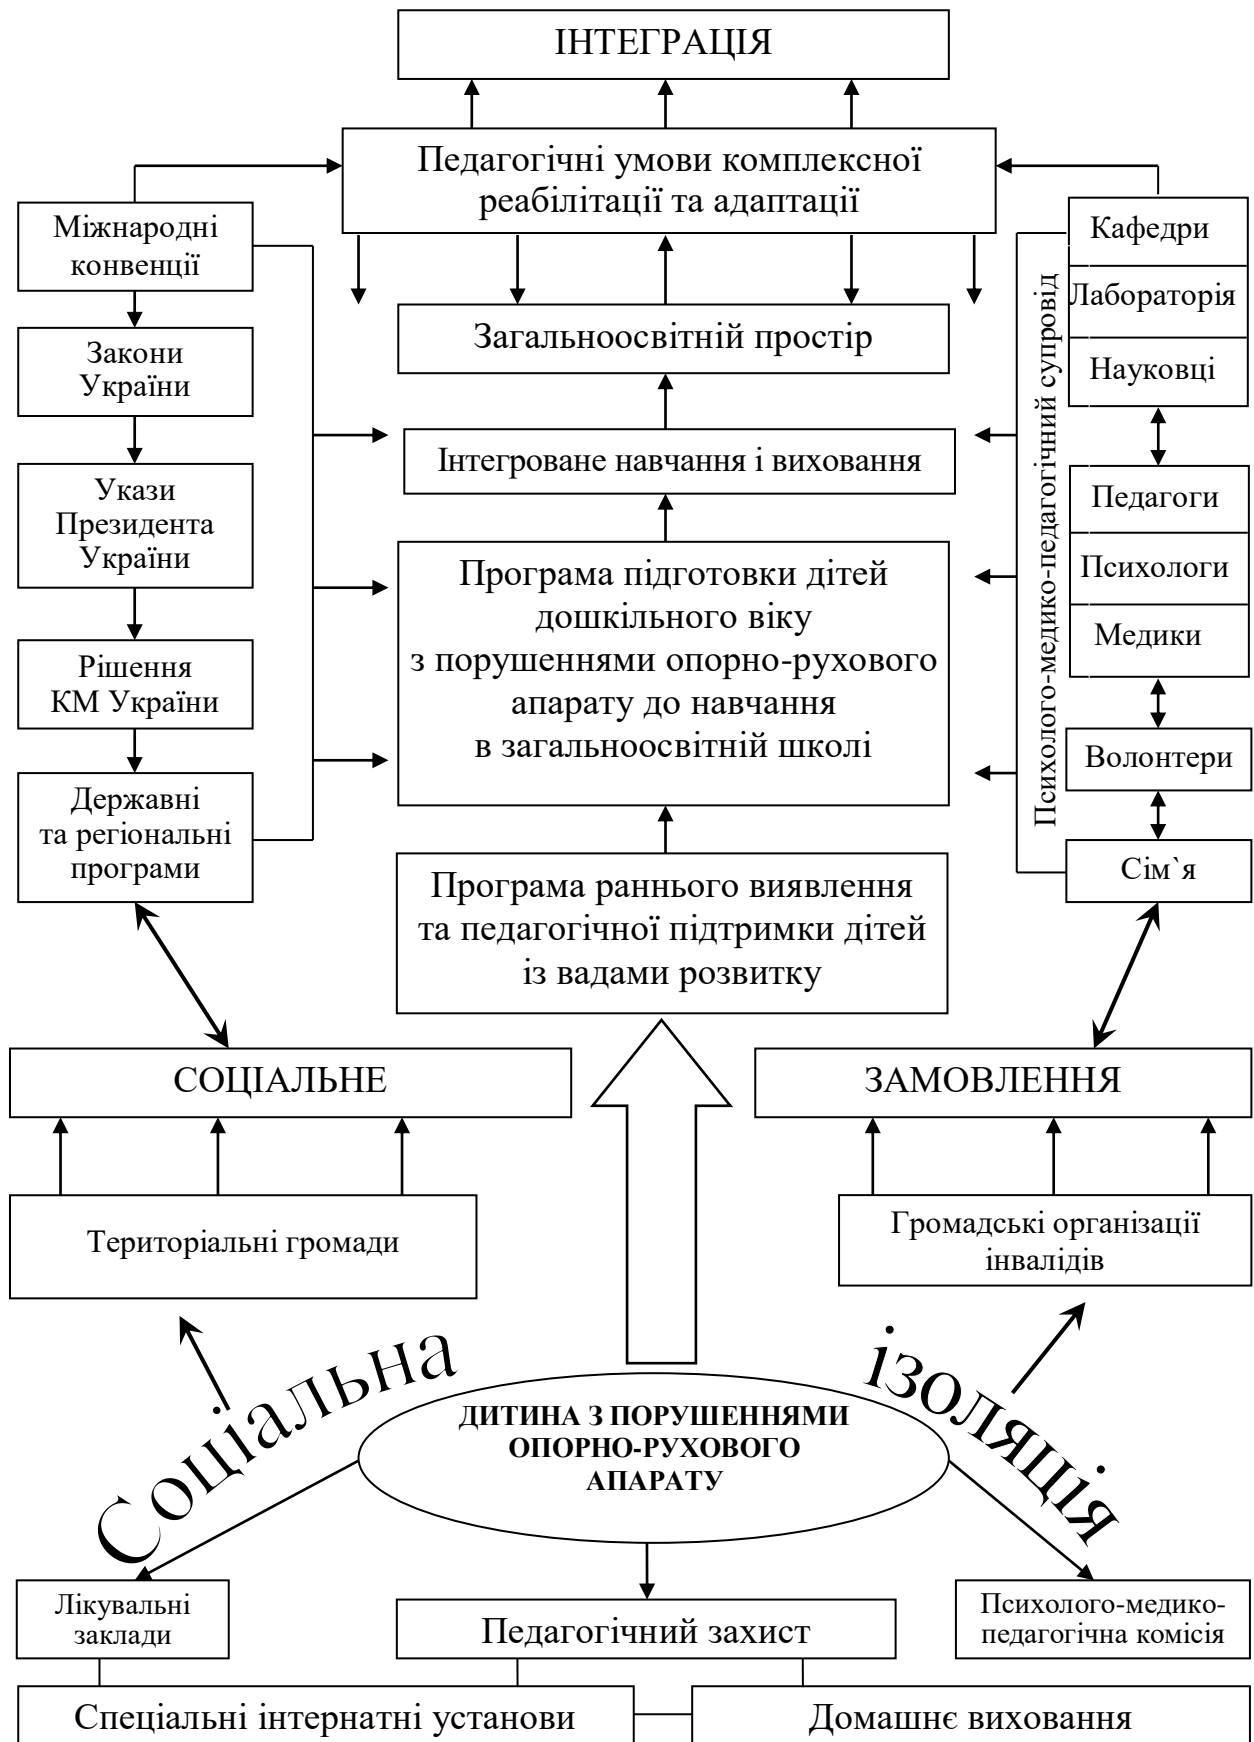 ІНТЕГРАЦІЯ
Педагогічні умови комплексної
реабілітації та адаптації
Міжнародні
конвенції
Закони
України
Укази
Президента
України
Рішення
КМ України
Державні
та регіональні
програми
Загальноосвітній простір
Інтегроване навчання і виховання
Програма підготовки дітей
дошкільного віку
з порушеннями опорно-рухового
апарату до навчання
в загальноосвітній школі
Програма раннього виявлення
та педагогічної підтримки дітей
із вадами розвитку
Психолого-медико-педагогічний супровід
Кафедри
Лабораторія
Науковці
Педагоги
Психологи
Медики
Волонтери
Сім`я
СОЦІАЛЬНЕ
ЗАМОВЛЕННЯ
Територіальні громади
Громадські організації
інвалідів
Соціальна
ізоляція
ДИТИНА З ПОРУШЕННЯМИ
ОПОРНО-РУХОВОГО
АПАРАТУ
Лікувальні
заклади
Педагогічний захист
Психолого-медико-
педагогічна комісія
Спеціальні інтернатні установи
Домашнє виховання